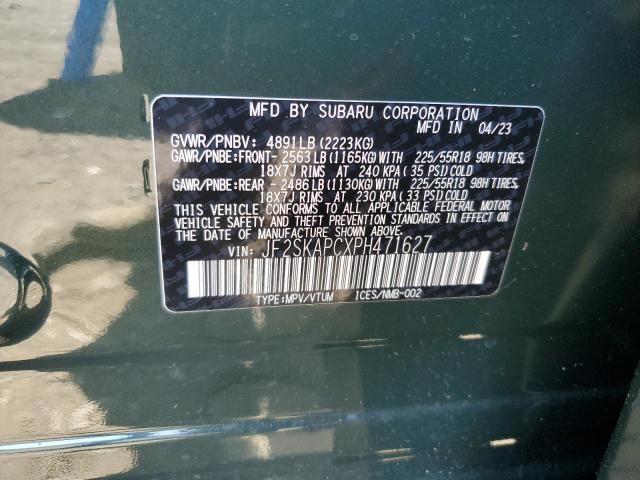 MFD BY SUBARU CORPORATION
MFD IN 04/23
GVWR/PNBV: 4891LB(2223KG)
GAWR/PNBE:FRONT-2563LB(1165KG)WITH 225/55R18 98H TIRES,
18X7J RIMS AT 240 KPA(35 PSI)COLD
GAWR/PNBE:REAR -2486LB(1130KG)WITH 225/55R18 98H TIRES,
18X7J RIMS AT 230 KPA(33 PSI)COLD
THIS VEHICLE CONFORMS TO ALL APPLICABLE FEDERAL MOTOR
VEHICLE SAFETY AND THEFT PREVENTION STANDARDS IN EFFECT ON
THE DATE OF MANUFACTURE SHOWN ABOVE.
VIN: JF2SKAPCXPH471627
TYPE:MPV/VTUM ICES/NMB-002